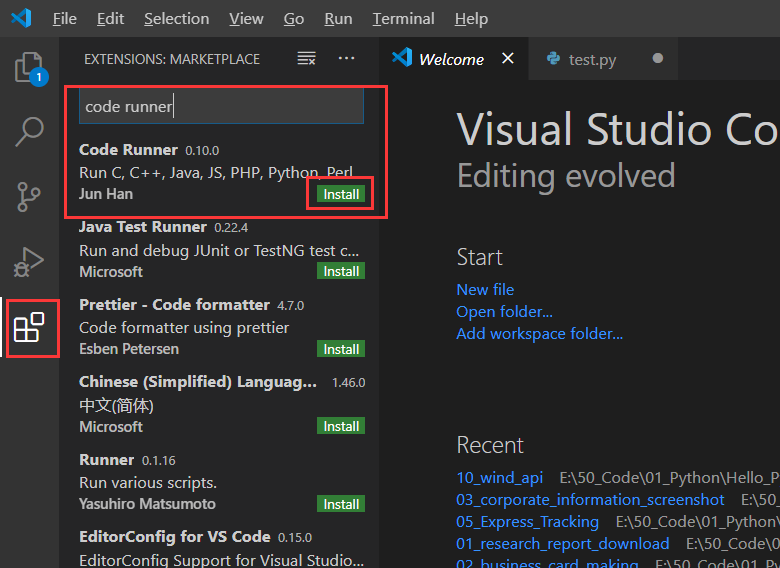 File Edit Selection View Go Run Terminal Help
EXTENSIONS: MARKETPLACE
Welcome
test.py
1
code runner
Code Runner 0.10.0
Run C, C++, Java, JS, PHP, Python, Perl
Jun Han Install
Java Test Runner 0.22.4
Run and debug JUnit or TestNG test c...
Microsoft Install
Prettier - Code formatter 4.7.0
Code formatter using prettier
Esben Petersen Install
Chinese (Simplified) Languag... 1.46.0
中文(简体)
Microsoft Install
Runner 0.1.16
Run various scripts.
Yasuhiro Matsumoto Install
EditorConfig for VS Code 0.15.0
EditorConfig Support for Visual Studio...
Visual Studio Co
Editing evolved
Start
New file
Open folder...
Add workspace folder...
Recent
10_wind_api E:\50_Code\01_Python\Hello_P
03_corporate_information_screenshot E:\50_
05_Express_Tracking E:\50_Code\01_Python\
01_research_report_download E:\50_Code\0
02_business_card_making E:\50_Code\01_Pyt